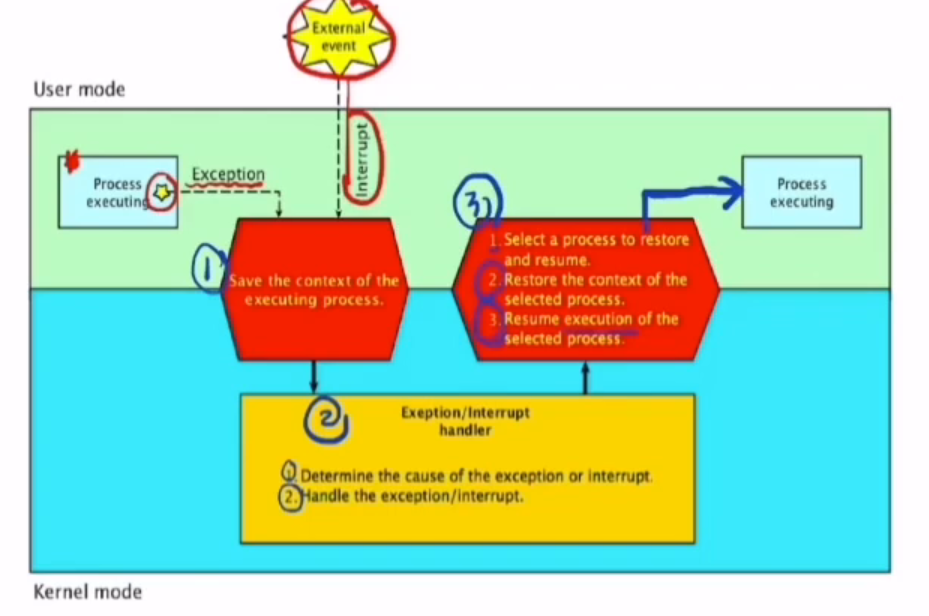 External
event
User mode
Interrupt
Exception
Process
executing
Process
executing
1
Save the context of the
executing process.
3)
1. Select a process to restore
and resume.
2. Restore the context of the
selected process.
3. Resume execution of the
selected process.
2
Exeption/Interrupt
handler
1. Determine the cause of the exception or interrupt.
2. Handle the exception/interrupt.
Kernel mode